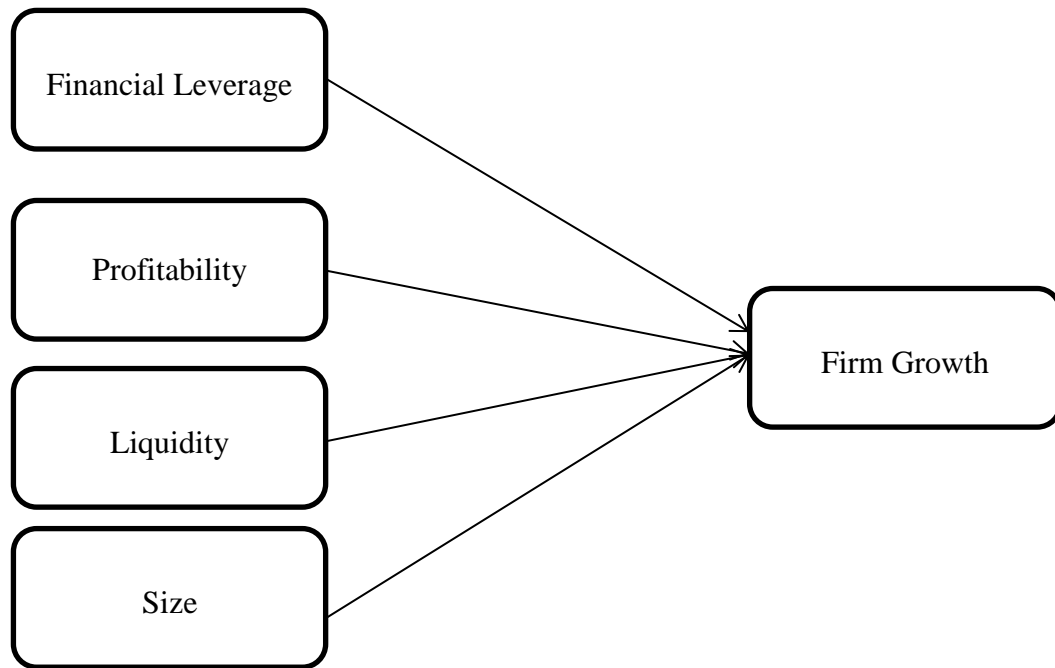 Financial Leverage
Profitability
Firm Growth
Liquidity
Size